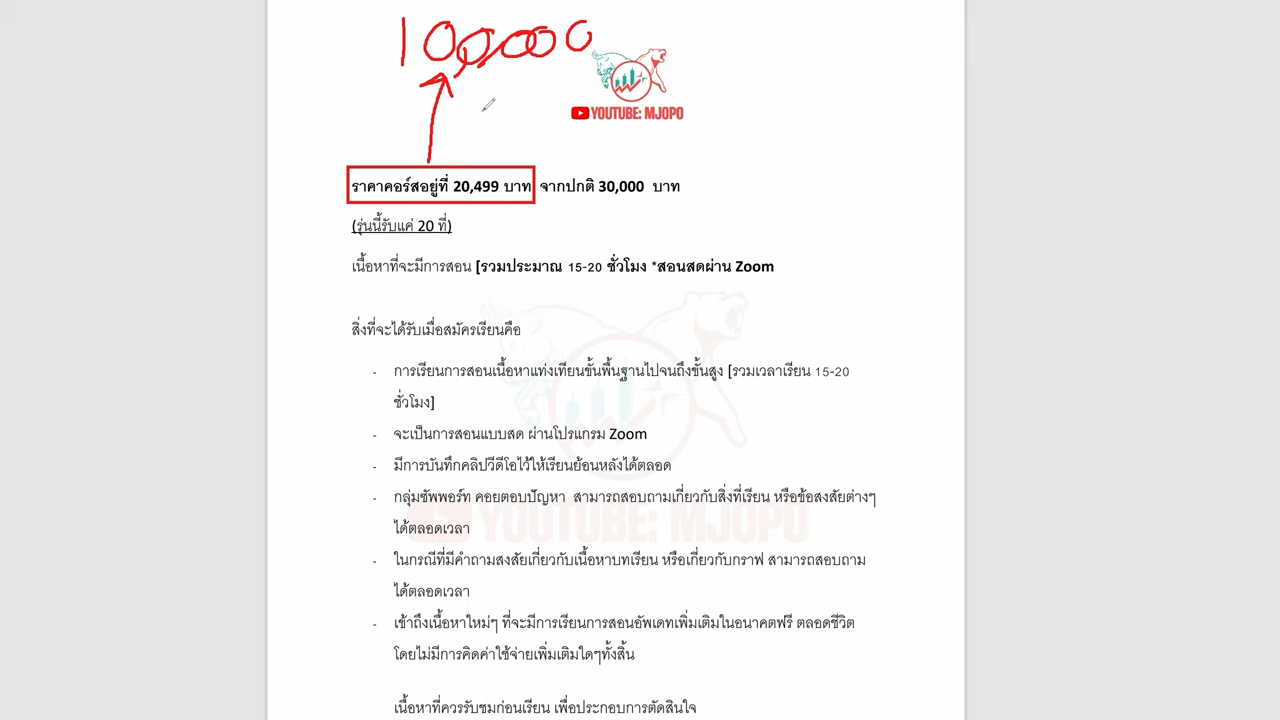 100,000
YOUTUBE: MJOPO
ราคาคอร์สอยู่ที่ 20,499 บาท จากปกติ 30,000 บาท
(รุ่นนี้รับแค่ 20 ที่)
เนื้อหาที่จะมีการสอน [รวมประมาณ 15-20 ชั่วโมง *สอนสดผ่าน Zoom
สิ่งที่จะได้รับเมื่อสมัครเรียนคือ
- การเรียนการสอนเนื้อหาแท่งเทียนขั้นพื้นฐานไปจนถึงขั้นสูง [รวมเวลาเรียน 15-20
ชั่วโมง]
- จะเป็นการสอนแบบสด ผ่านโปรแกรม Zoom
- มีการบันทึกคลิปวีดีโอไว้ให้เรียนย้อนหลังได้ตลอด
- กลุ่มซัพพอร์ท คอยตอบปัญหา สามารถสอบถามเกี่ยวกับสิ่งที่เรียน หรือข้อสงสัยต่างๆ
ได้ตลอดเวลา
YOUTUBE: MJOPO
- ในกรณีที่มีคำถามสงสัยเกี่ยวกับเนื้อหาบทเรียน หรือเกี่ยวกับกราฟ สามารถสอบถาม
ได้ตลอดเวลา
- เข้าถึงเนื้อหาใหม่ๆ ที่จะมีการเรียนการสอนอัพเดทเพิ่มเติมในอนาคตฟรี ตลอดชีวิต
โดยไม่มีการคิดค่าใช้จ่ายเพิ่มเติมใดๆทั้งสิ้น
เนื้อหาที่ควรรับชมก่อนเรียน เพื่อประกอบการตัดสินใจ